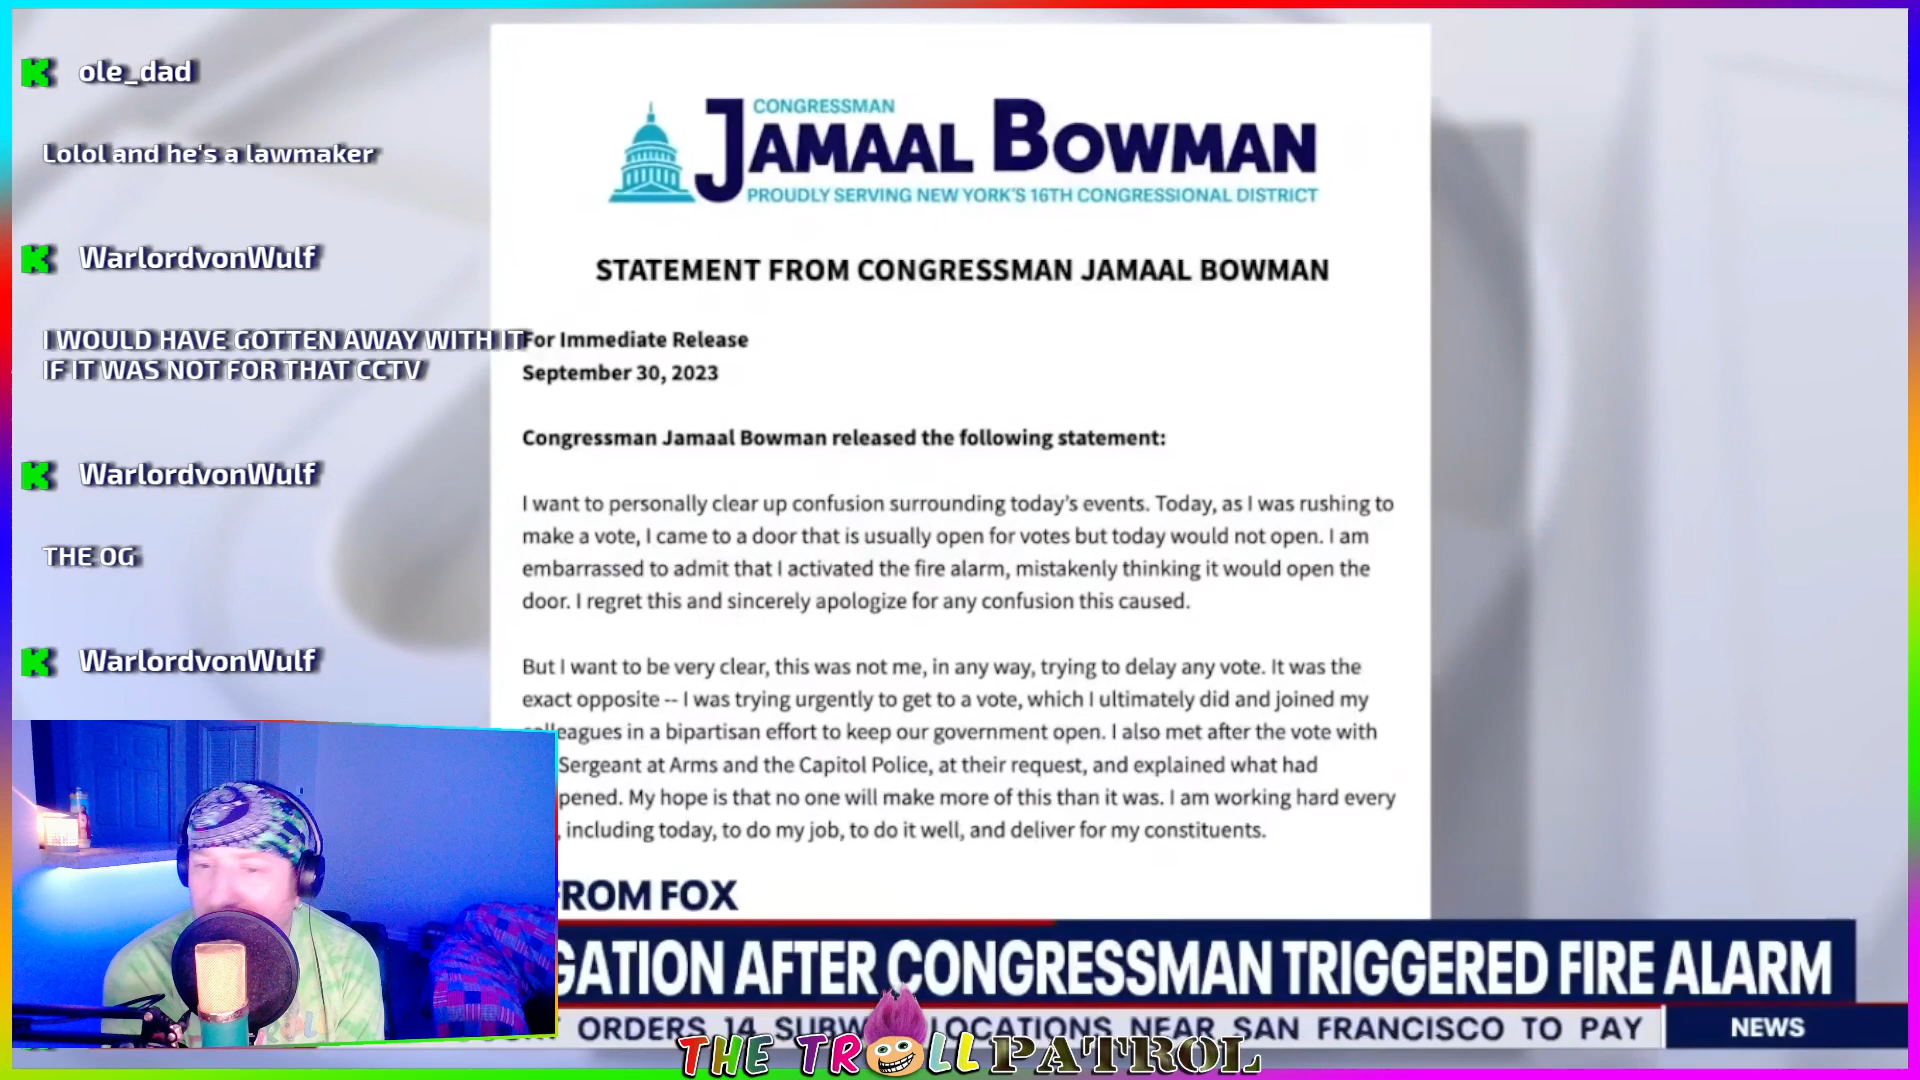 ole_dad
Lolol and he's a lawmaker
WarlordvonWulf
I WOULD HAVE GOTTEN AWAY WITH IT
IF IT WAS NOT FOR THAT CCTV
WarlordvonWulf
THE OG
WarlordvonWulf
CONGRESSMAN
JAMAAL BOWMAN
PROUDLY SERVING NEW YORK'S 16TH CONGRESSIONAL DISTRICT
STATEMENT FROM CONGRESSMAN JAMAAL BOWMAN
For Immediate Release
September 30, 2023
Congressman Jamaal Bowman released the following statement:
I want to personally clear up confusion surrounding today's events. Today, as I was rushing to
make a vote, I came to a door that is usually open for votes but today would not open. I am
embarrassed to admit that I activated the fire alarm, mistakenly thinking it would open the
door. I regret this and sincerely apologize for any confusion this caused.
But I want to be very clear, this was not me, in any way, trying to delay any vote. It was the
exact opposite -- I was trying urgently to get to a vote, which I ultimately did and joined my
colleagues in a bipartisan effort to keep our government open. I also met after the vote with
Sergeant at Arms and the Capitol Police, at their request, and explained what had
pened. My hope is that no one will make more of this than it was. I am working hard every
, including today, to do my job, to do it well, and deliver for my constituents.
FROM FOX
GATION AFTER CONGRESSMAN TRIGGERED FIRE ALARM
ORDERS 14 SUBW LOCATIONS NEAR SAN FRANCISCO TO PAY
NEWS
THE TROLL PATROL